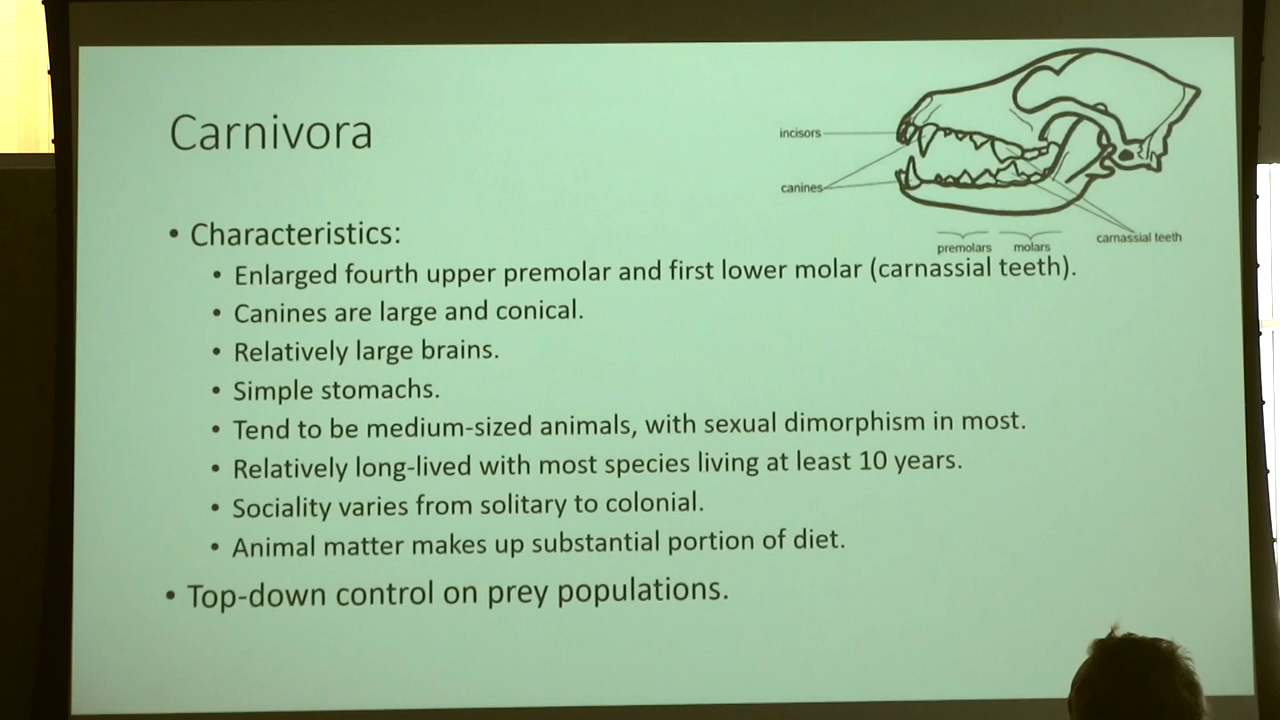 Carnivora
incisors
canines
premolars
molars
carnassial teeth
• Characteristics:
• Enlarged fourth upper premolar and first lower molar (carnassial teeth).
• Canines are large and conical.
• Relatively large brains.
• Simple stomachs.
• Tend to be medium-sized animals, with sexual dimorphism in most.
• Relatively long-lived with most species living at least 10 years.
• Sociality varies from solitary to colonial.
• Animal matter makes up substantial portion of diet.
• Top-down control on prey populations.